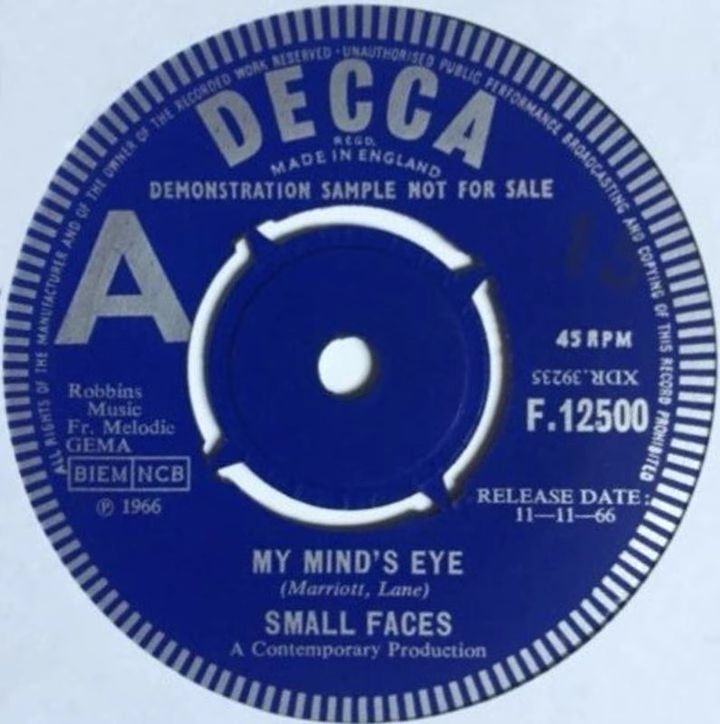 ALL RIGHTS OF THE MANUFACTURER AND OF THE OWNER OF THE RECORDED WORK RESERVED · UNAUTHORISED PUBLIC PERFORMANCE BROADCASTING AND COPYING OF THIS RECORD PROHIBITED
DECCA
REGD.
MADE IN ENGLAND
DEMONSTRATION SAMPLE NOT FOR SALE
A
45 RPM
XDR.39235
F.12500
Robbins
Music
Fr. Melodie
GEMA
BIEM NCB
℗ 1966
RELEASE DATE:
11—11—66
MY MIND'S EYE
(Marriott, Lane)
SMALL FACES
A Contemporary Production